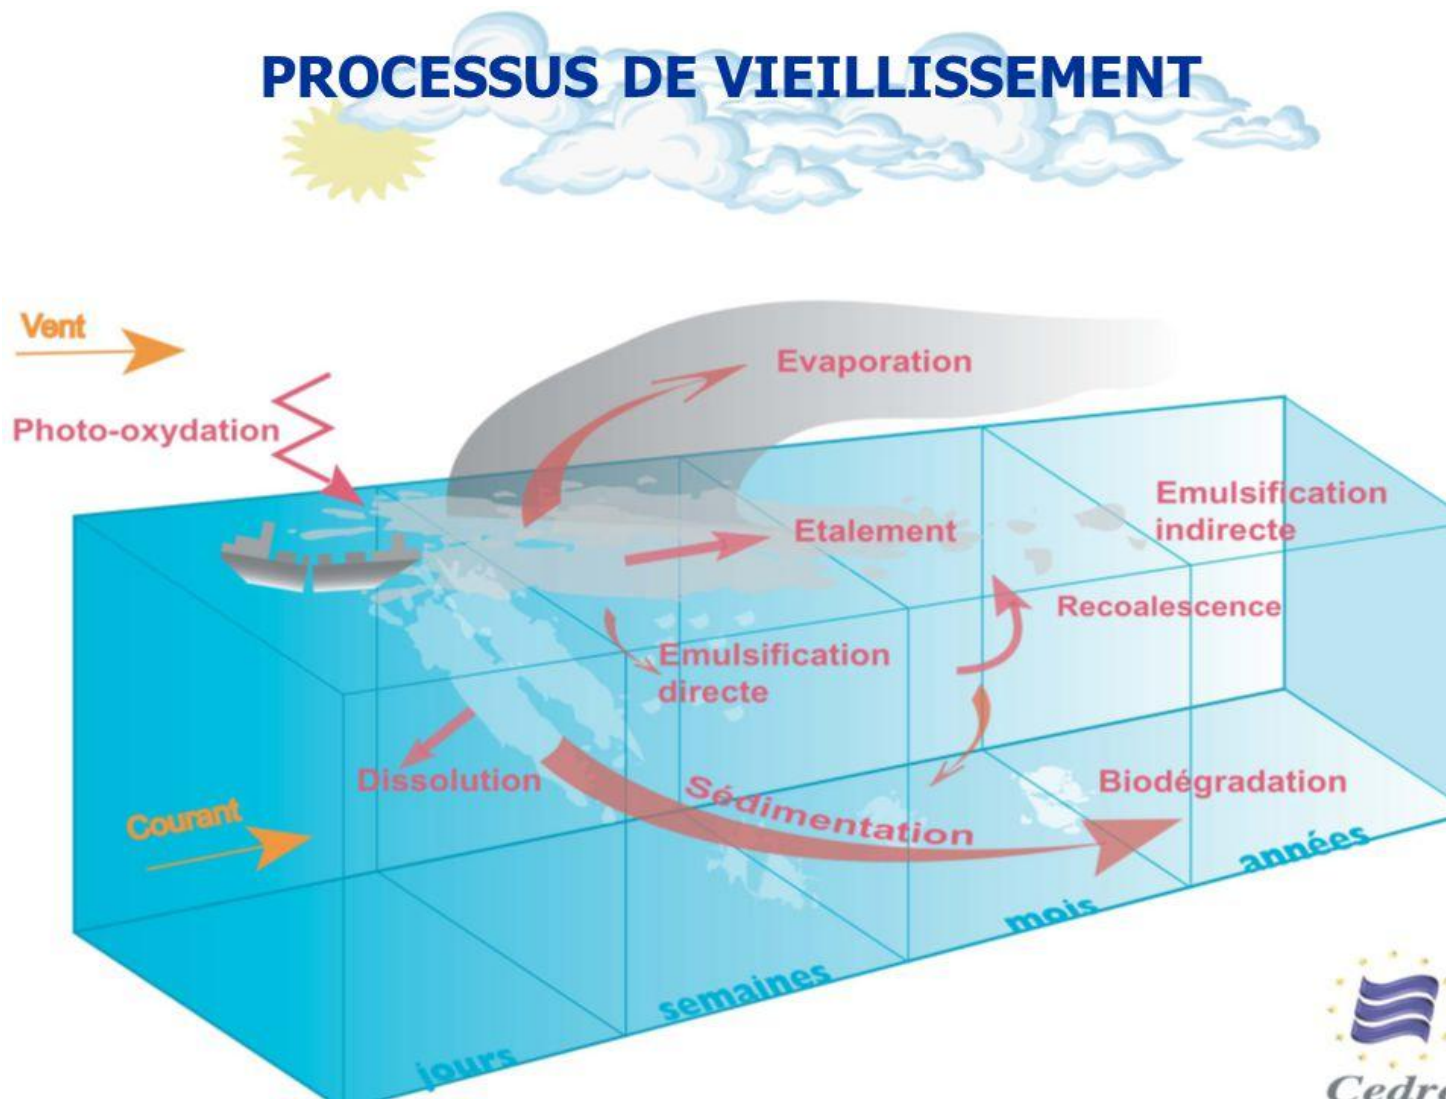 PROCESSUS DE VIEILLISSEMENT
Vent
Evaporation
Photo-oxydation
Emulsification
indirecte
Etalement
Recoalescence
Emulsification
directe
Dissolution
Sédimentation
Biodégradation
Courant
années
mois
semaines
jours
Cedre